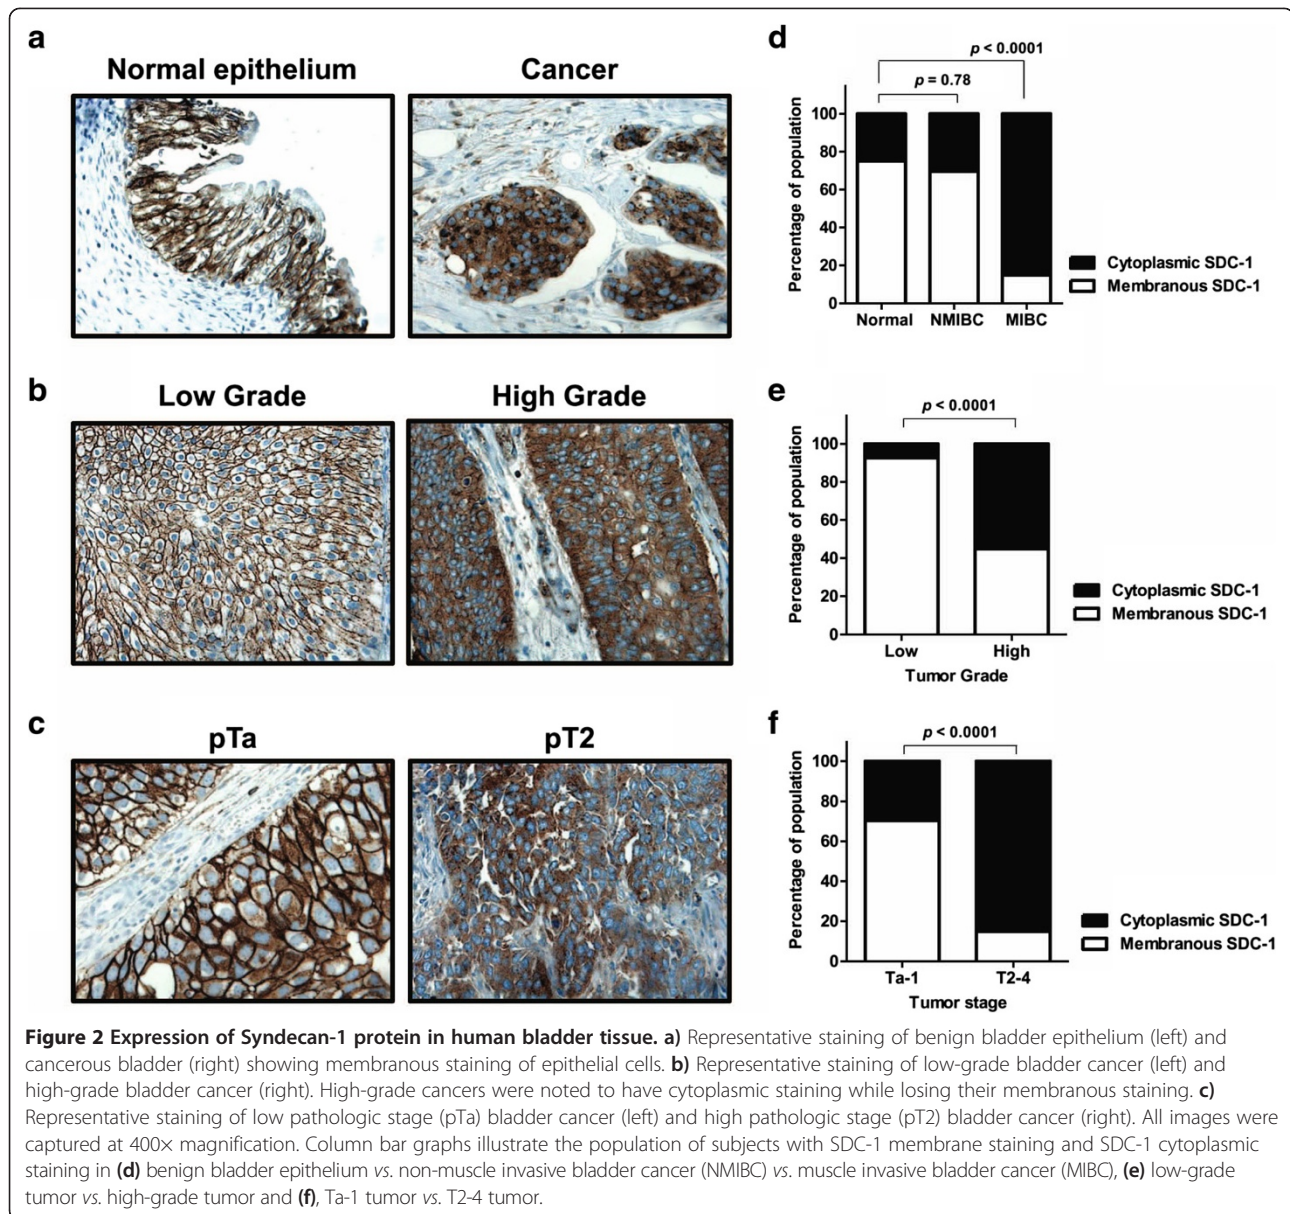 a
Normal epithelium
Cancer
b
Low Grade
High Grade
c
pTa
pT2
d
p < 0.0001
p = 0.78
Percentage of population
100
80
60
40
20
0
Normal
NMIBC
MIBC
Cytoplasmic SDC-1
Membranous SDC-1
e
p < 0.0001
Percentage of population
100
80
60
40
20
0
Low
High
Tumor Grade
Cytoplasmic SDC-1
Membranous SDC-1
f
p < 0.0001
Percentage of population
100
80
60
40
20
0
Ta-1
T2-4
Tumor stage
Cytoplasmic SDC-1
Membranous SDC-1
Figure 2 Expression of Syndecan-1 protein in human bladder tissue. a) Representative staining of benign bladder epithelium (left) and
cancerous bladder (right) showing membranous staining of epithelial cells. b) Representative staining of low-grade bladder cancer (left) and
high-grade bladder cancer (right). High-grade cancers were noted to have cytoplasmic staining while losing their membranous staining. c)
Representative staining of low pathologic stage (pTa) bladder cancer (left) and high pathologic stage (pT2) bladder cancer (right). All images were
captured at 400× magnification. Column bar graphs illustrate the population of subjects with SDC-1 membrane staining and SDC-1 cytoplasmic
staining in (d) benign bladder epithelium vs. non-muscle invasive bladder cancer (NMIBC) vs. muscle invasive bladder cancer (MIBC), (e) low-grade
tumor vs. high-grade tumor and (f), Ta-1 tumor vs. T2-4 tumor.